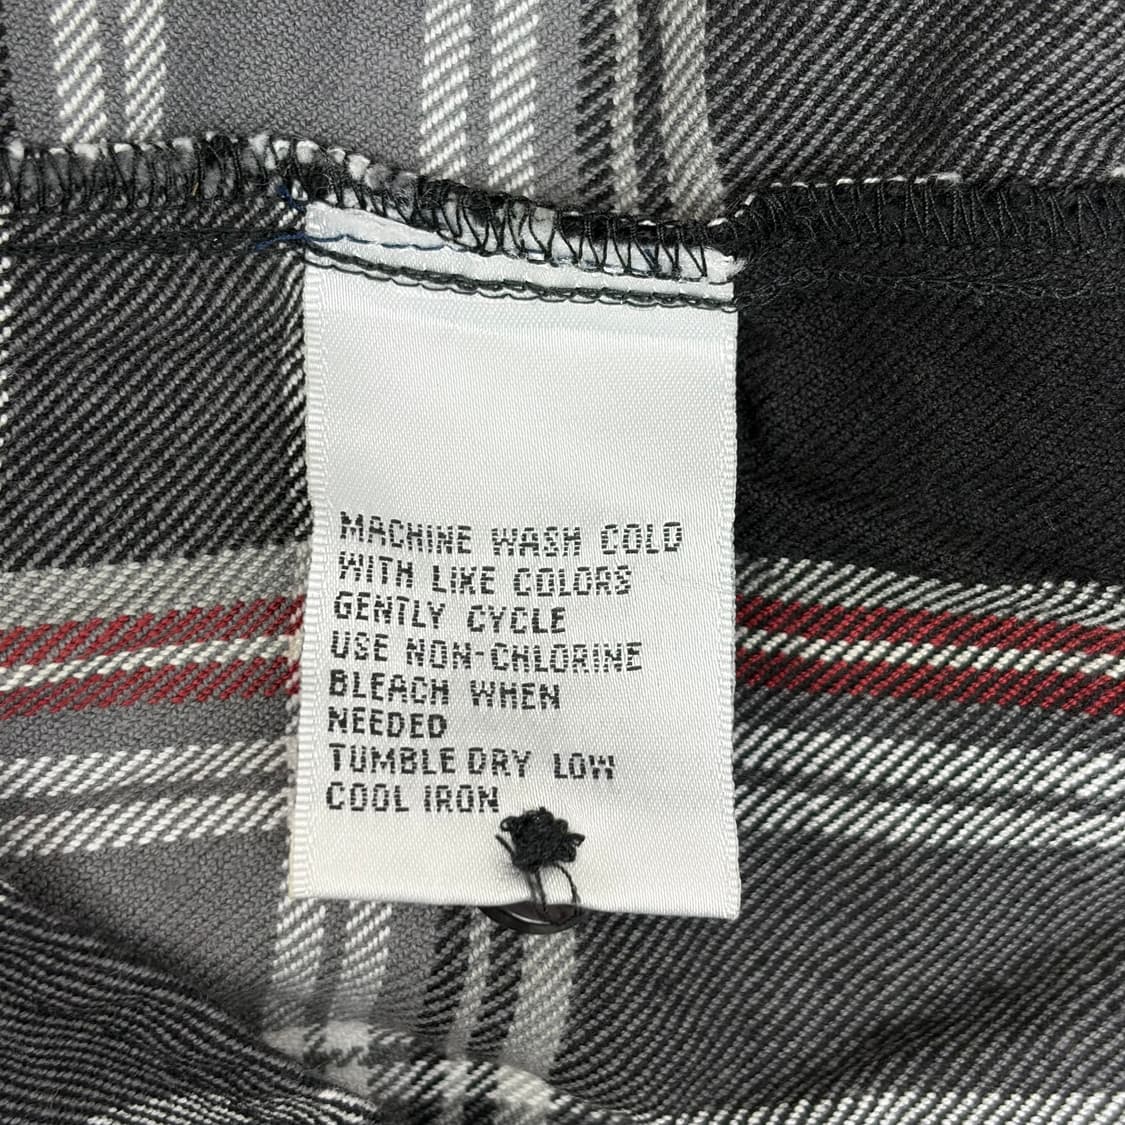 MACHINE WASH COLD
WITH LIKE COLORS
GENTLY CYCLE
USE NON-CHLORINE
BLEACH WHEN
NEEDED
TUMBLE DRY LOW
COOL IRON